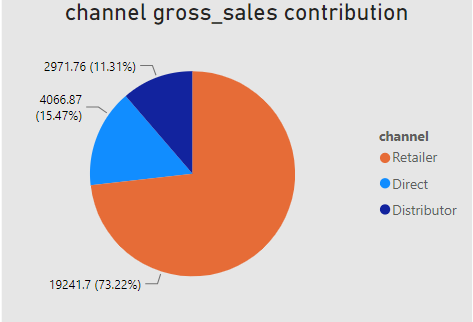 channel gross_sales contribution
2971.76 (11.31%)
4066.87
(15.47%)
channel
Retailer
Direct
Distributor
19241.7 (73.22%)